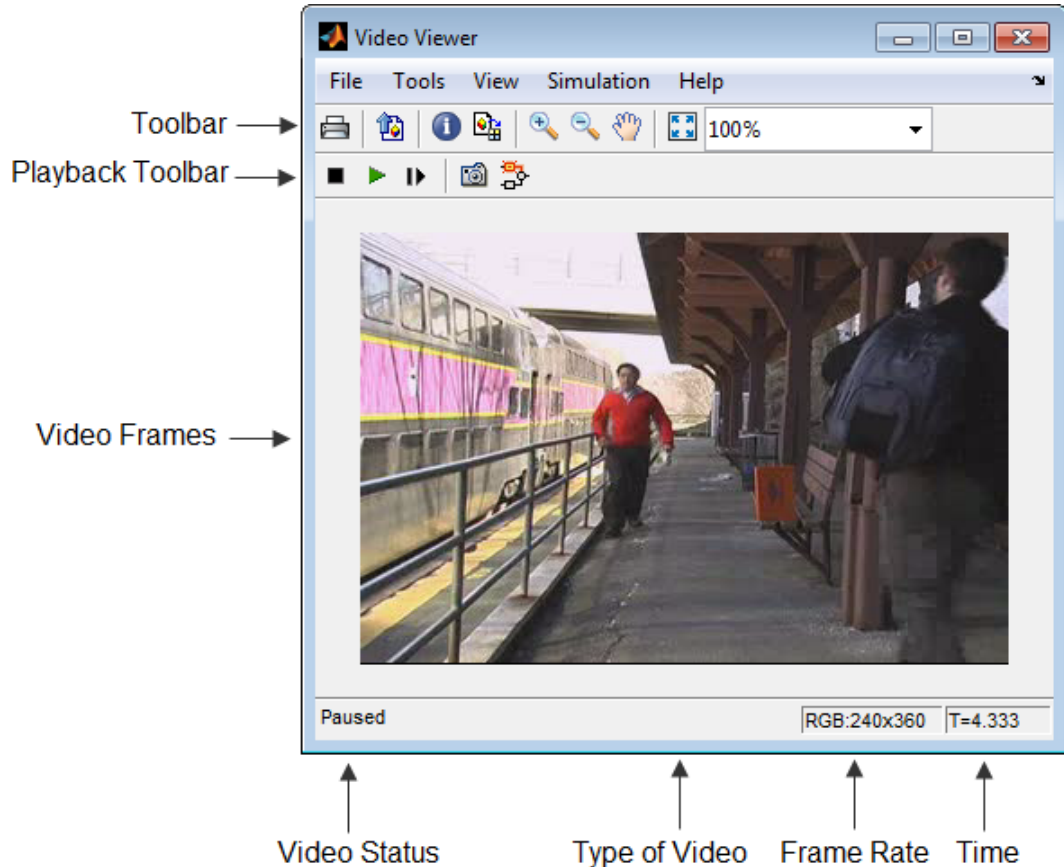 Video Viewer
File Tools View Simulation Help
Toolbar
100%
Playback Toolbar
Video Frames
Paused
RGB:240x360
T=4.333
Video Status
Type of Video
Frame Rate
Time